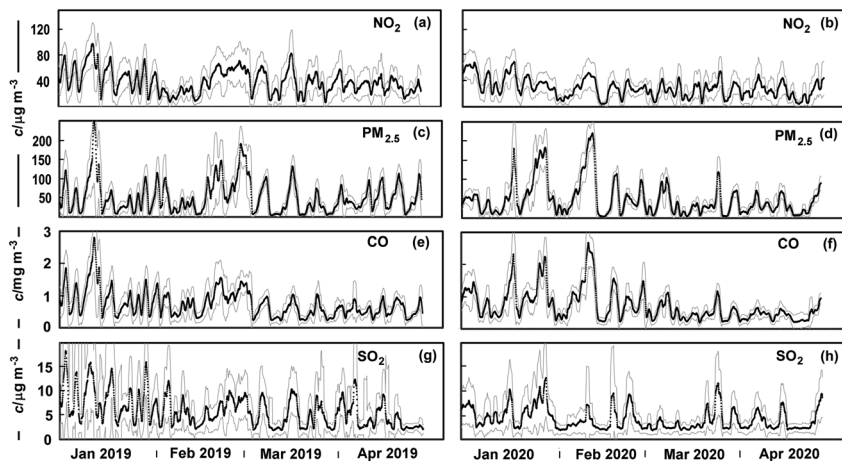 NO2 (a)
NO2 (b)
120
80
40
c/μg m-3
PM2.5 (c)
PM2.5 (d)
200
150
100
50
c/μg m-3
CO (e)
CO (f)
3
2
1
0
c/mg m-3
SO2 (g)
SO2 (h)
15
10
5
0
Jan 2019 Feb 2019 Mar 2019 Apr 2019
Jan 2020 Feb 2020 Mar 2020 Apr 2020